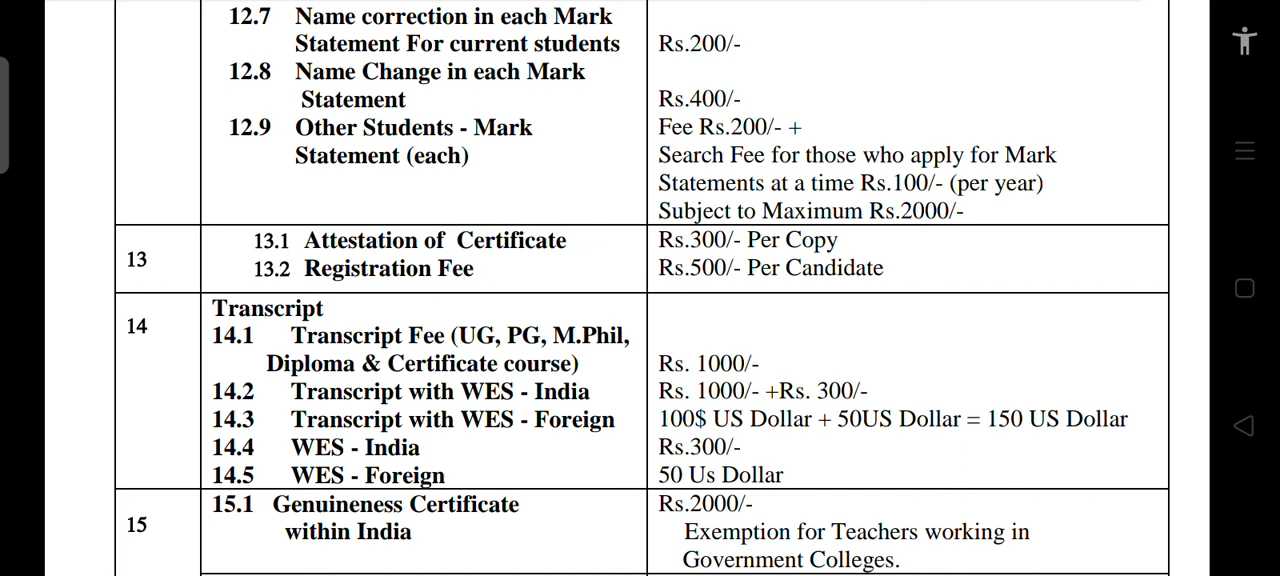 12.7 Name correction in each Mark
Statement For current students Rs.200/-
12.8 Name Change in each Mark
Statement Rs.400/-
12.9 Other Students - Mark Fee Rs.200/- +
Statement (each) Search Fee for those who apply for Mark
Statements at a time Rs.100/- (per year)
Subject to Maximum Rs.2000/-
13
13.1 Attestation of Certificate Rs.300/- Per Copy
13.2 Registration Fee Rs.500/- Per Candidate
14
Transcript
14.1 Transcript Fee (UG, PG, M.Phil,
Diploma & Certificate course) Rs. 1000/-
14.2 Transcript with WES - India Rs. 1000/- +Rs. 300/-
14.3 Transcript with WES - Foreign 100$ US Dollar + 50US Dollar = 150 US Dollar
14.4 WES - India Rs.300/-
14.5 WES - Foreign 50 Us Dollar
15
15.1 Genuineness Certificate Rs.2000/-
within India Exemption for Teachers working in
Government Colleges.